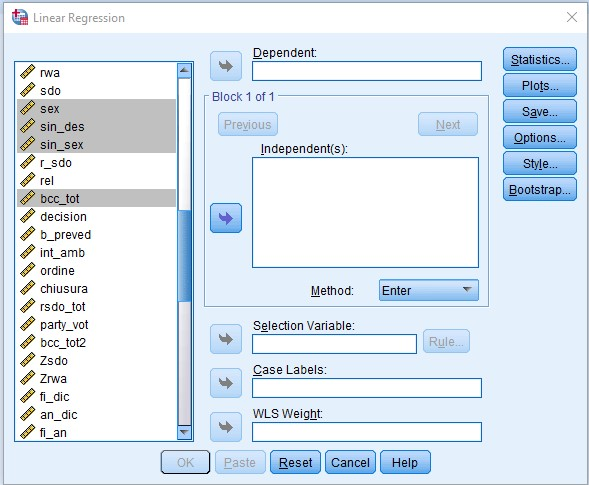 Linear Regression
rwa
sdo
sex
sin_des
sin_sex
r_sdo
rel
bcc_tot
decision
b_preved
int_amb
ordine
chiusura
rsdo_tot
party_vot
bcc_tot2
Zsdo
Zrwa
fi_dic
an_dic
fi_an
Dependent:
Block 1 of 1
Previous
Next
Independent(s):
Method:
Enter
Selection Variable:
Rule...
Case Labels:
WLS Weight:
Statistics...
Plots...
Save...
Options...
Style...
Bootstrap...
OK
Paste
Reset
Cancel
Help